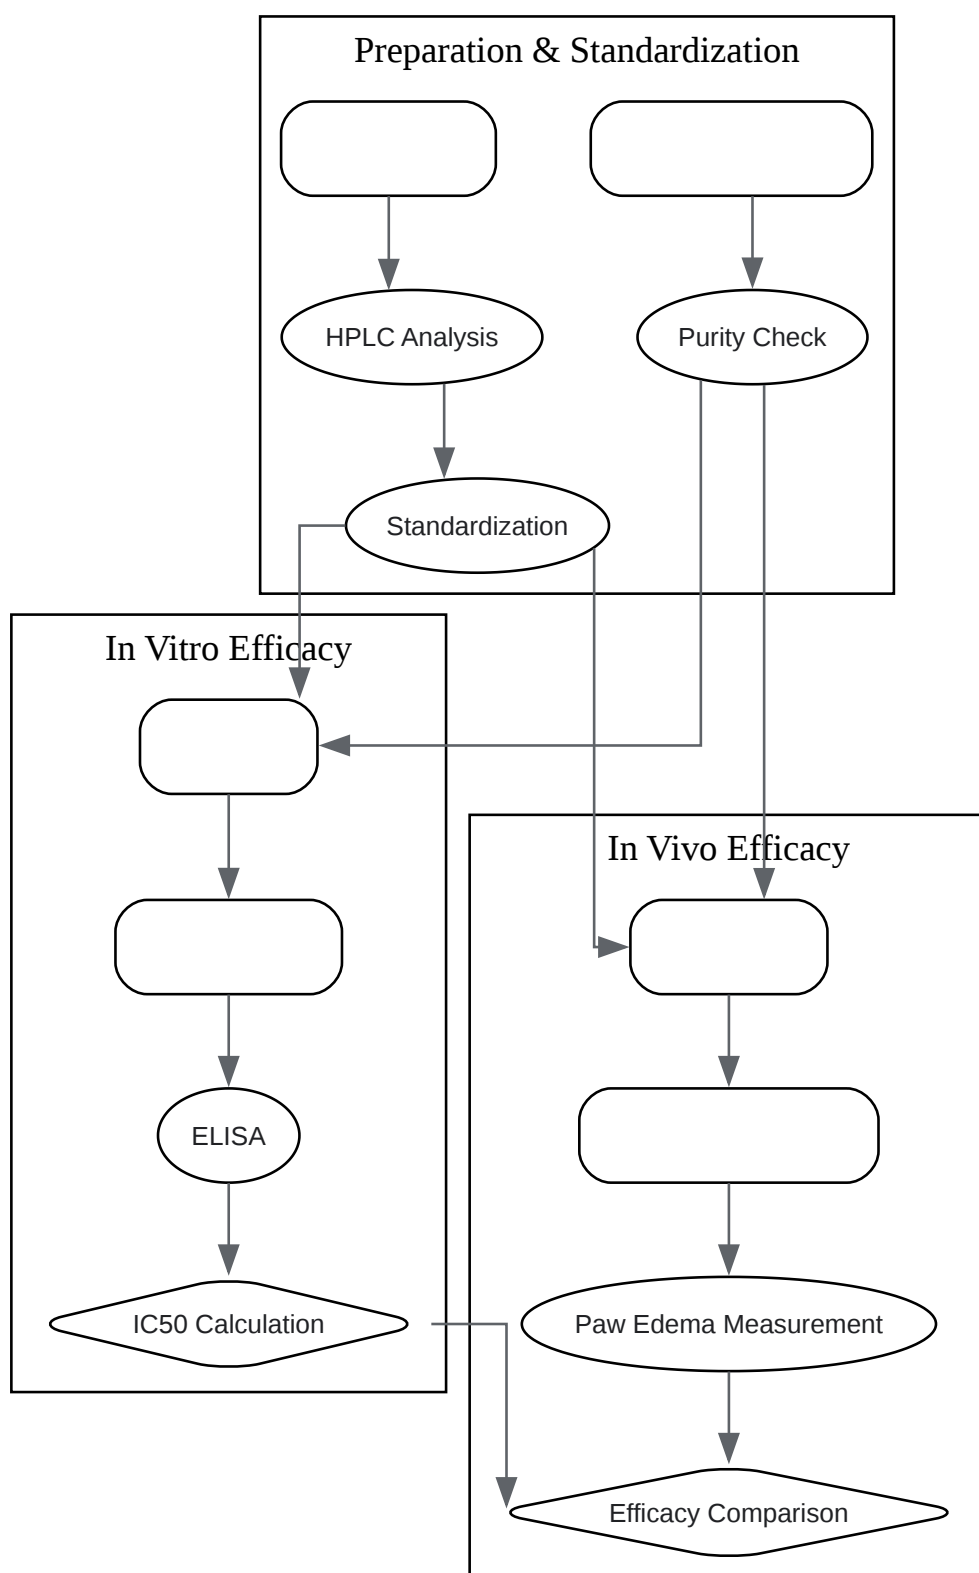 Preparation & Standardization
HPLC Analysis
Purity Check
Standardization
In Vitro Efficacy
In Vivo Efficacy
ELISA
IC50 Calculation
Paw Edema Measurement
Efficacy Comparison